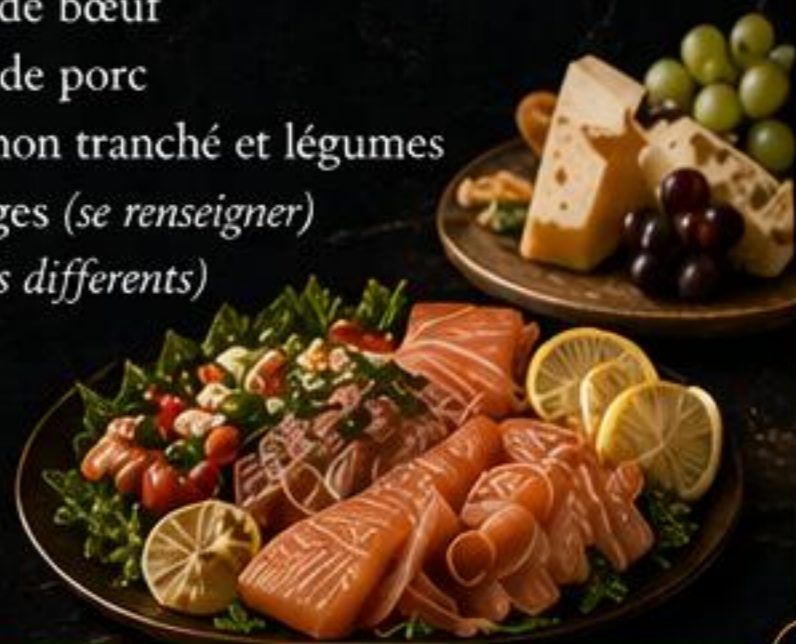 de bœuf
de porc
non tranché et légumes
ges (se renseigner)
s differents)